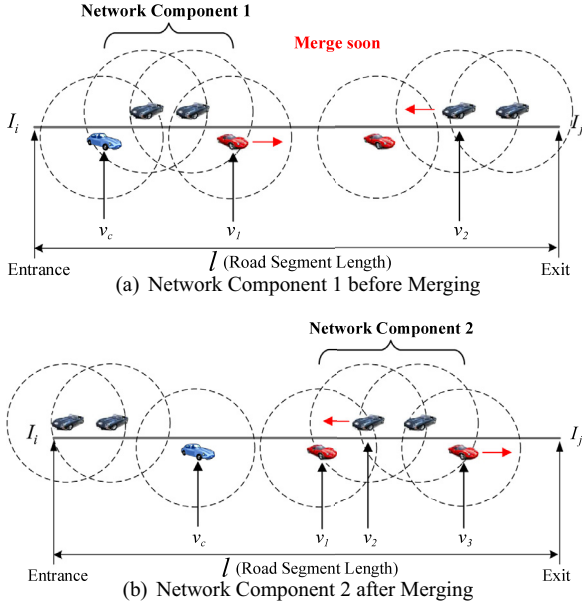 Network Component 1
Merge soon
I_i
I_j
v_c
v_1
v_2
l (Road Segment Length)
Entrance
Exit
(a) Network Component 1 before Merging
Network Component 2
I_i
I_j
v_c
v_1
v_2
v_3
l (Road Segment Length)
Entrance
Exit
(b) Network Component 2 after Merging